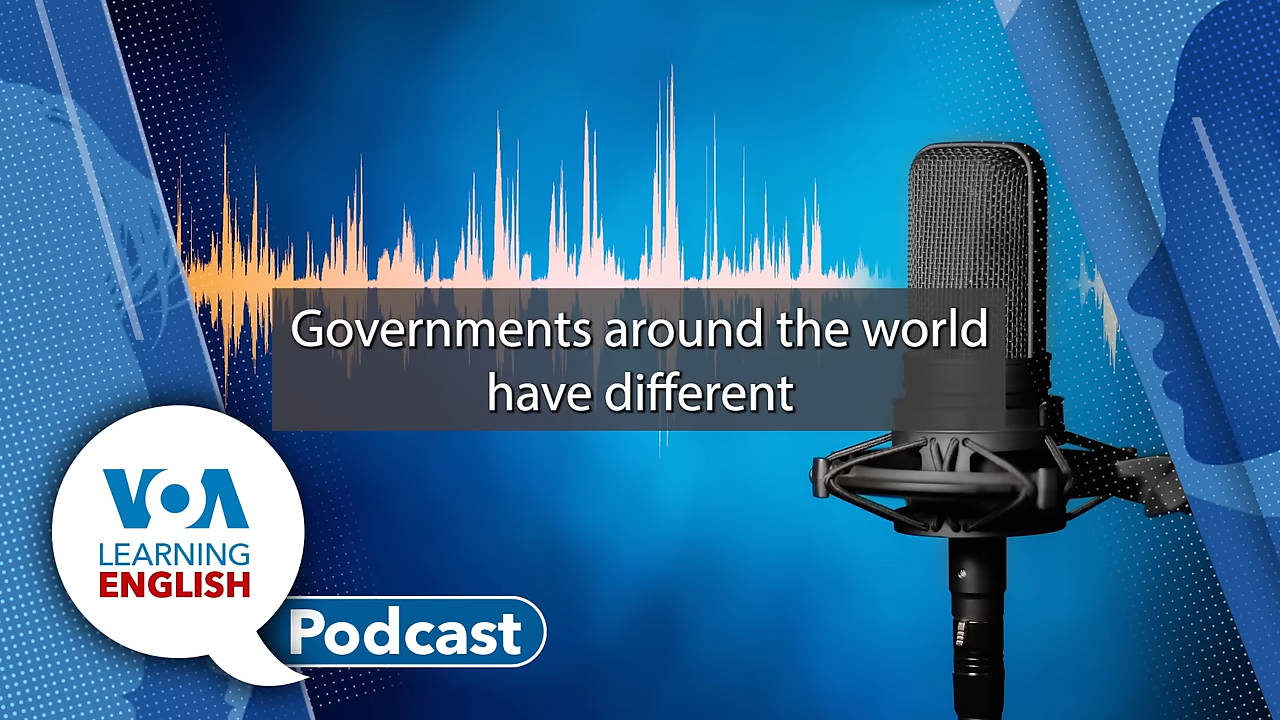 Governments around the world
have different
VOA
LEARNING
ENGLISH
Podcast